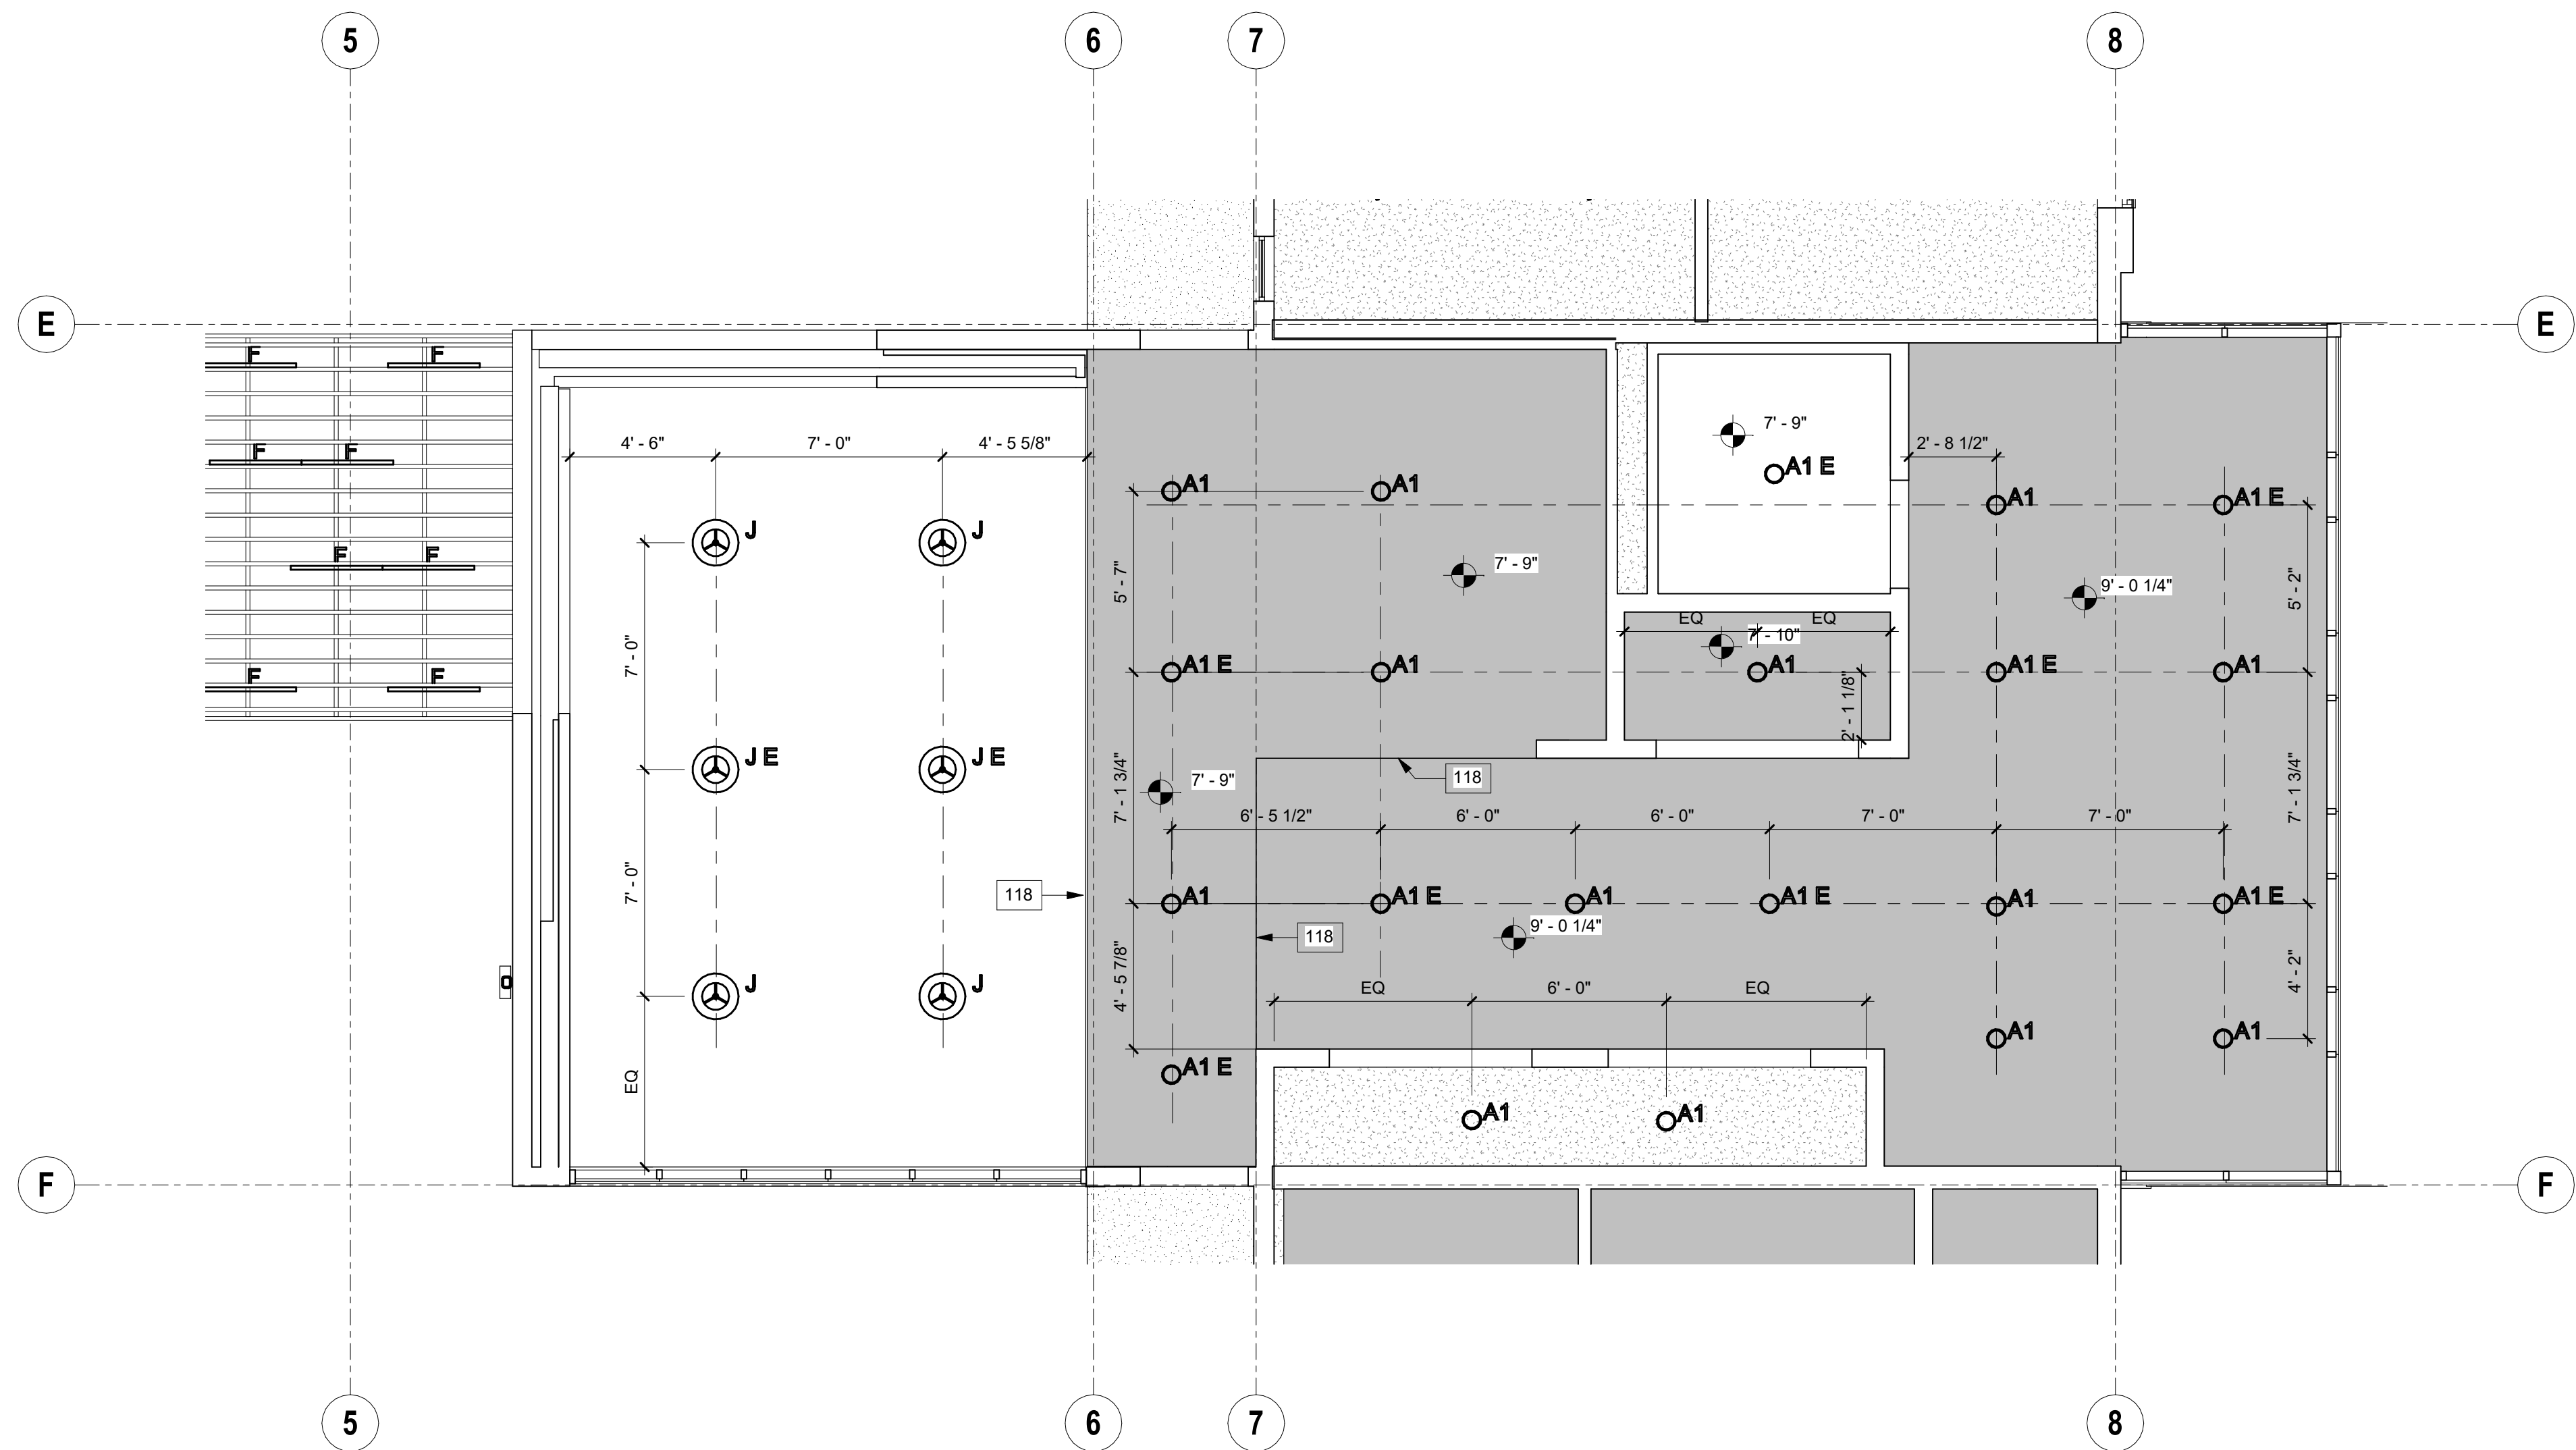 5 6 7 8
E E
F F
F F
F F
F F
4' - 6" 7' - 0" 4' - 5 5/8"
J J
7' - 0"
J E J E
7' - 0"
J J
EQ
O
118
A1 A1
5' - 7"
7' - 9"
A1 E A1
7' - 1 3/4"
7' - 9"
118
6' - 5 1/2" 6' - 0" 6' - 0" 7' - 0" 7' - 0"
A1 A1 E A1 A1 E A1 A1 E
118
9' - 0 1/4"
4' - 5 7/8"
EQ 6' - 0" EQ
A1 E
A1 A1
7' - 9"
A1 E
EQ EQ
7' - 10"
A1
2' - 1 1/8"
2' - 8 1/2"
A1 A1 E
5' - 2"
9' - 0 1/4"
A1 E A1
7' - 1 3/4"
4' - 2"
A1 A1
F F
5 6 7 8